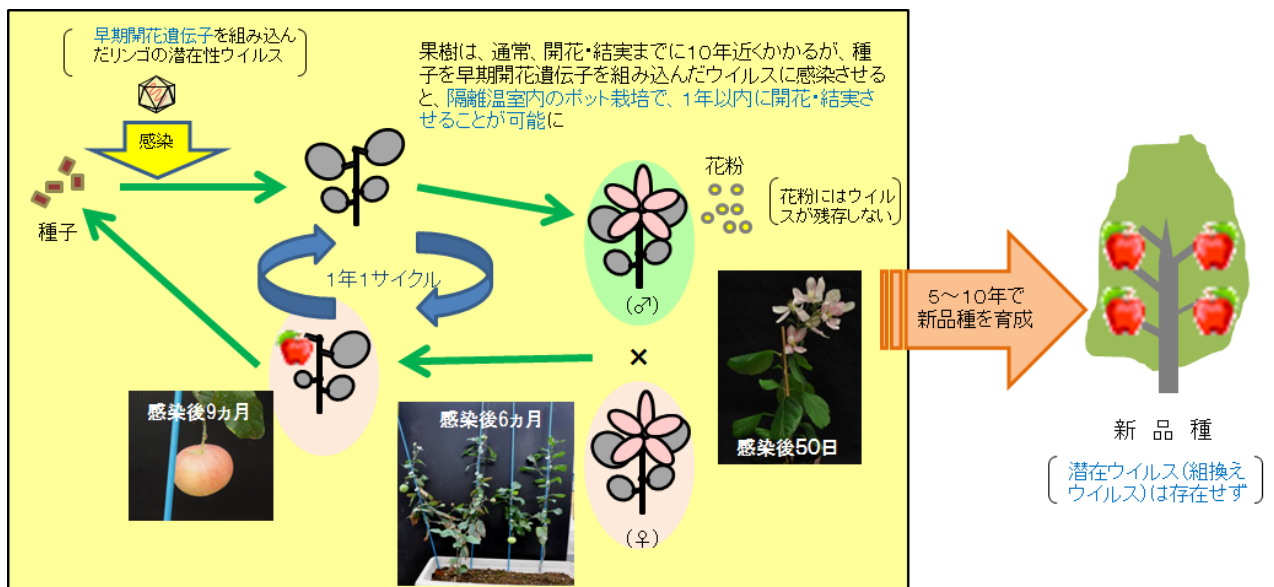 早期開花遺伝子を組み込ん
だリンゴの潜在性ウイルス
感染
種子
果樹は、通常、開花・結実までに10年近くかかるが、種
子を早期開花遺伝子を組み込んだウイルスに感染させる
と、隔離温室内のポット栽培で、1年以内に開花・結実さ
せることが可能に
花粉
花粉にはウイル
スが残存しない
(♂)
1年1サイクル
×
(♀)
感染後50日
感染後6ヵ月
感染後9ヵ月
5～10年で
新品種を育成
新 品 種
潜在ウイルス(組換え
ウイルス)は存在せず